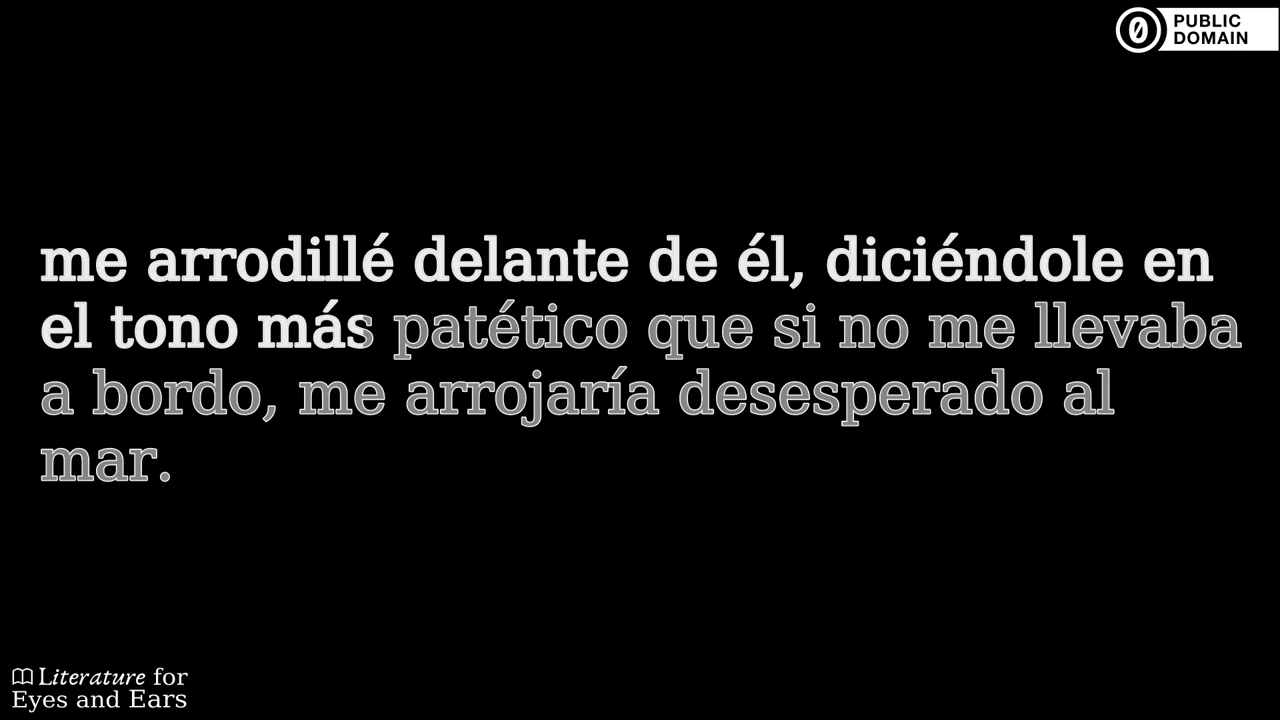 PUBLIC
DOMAIN
me arrodillé delante de él, diciéndole en
el tono más patético que si no me llevaba
a bordo, me arrojaría desesperado al
mar.
Literature for
Eyes and Ears